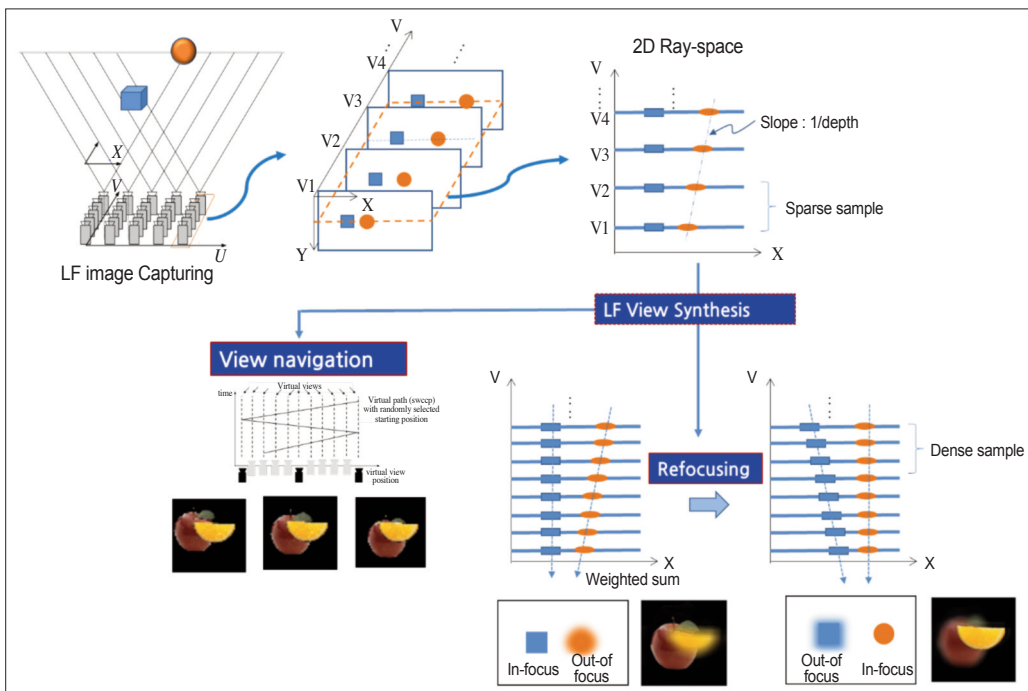 X
V
U
LF image Capturing
V
V4
V3
V2
V1
X
Y
2D Ray-space
V
V4
V3
V2
V1
X
Slope : 1/depth
Sparse sample
LF View Synthesis
View navigation
time
Virtual views
Virtual path (swccp)
with randomly selected
starting position
virtual view
position
V
X
Weighted sum
Refocusing
V
X
Dense sample
In-focus
Out-of
focus
Out-of
focus
In-focus